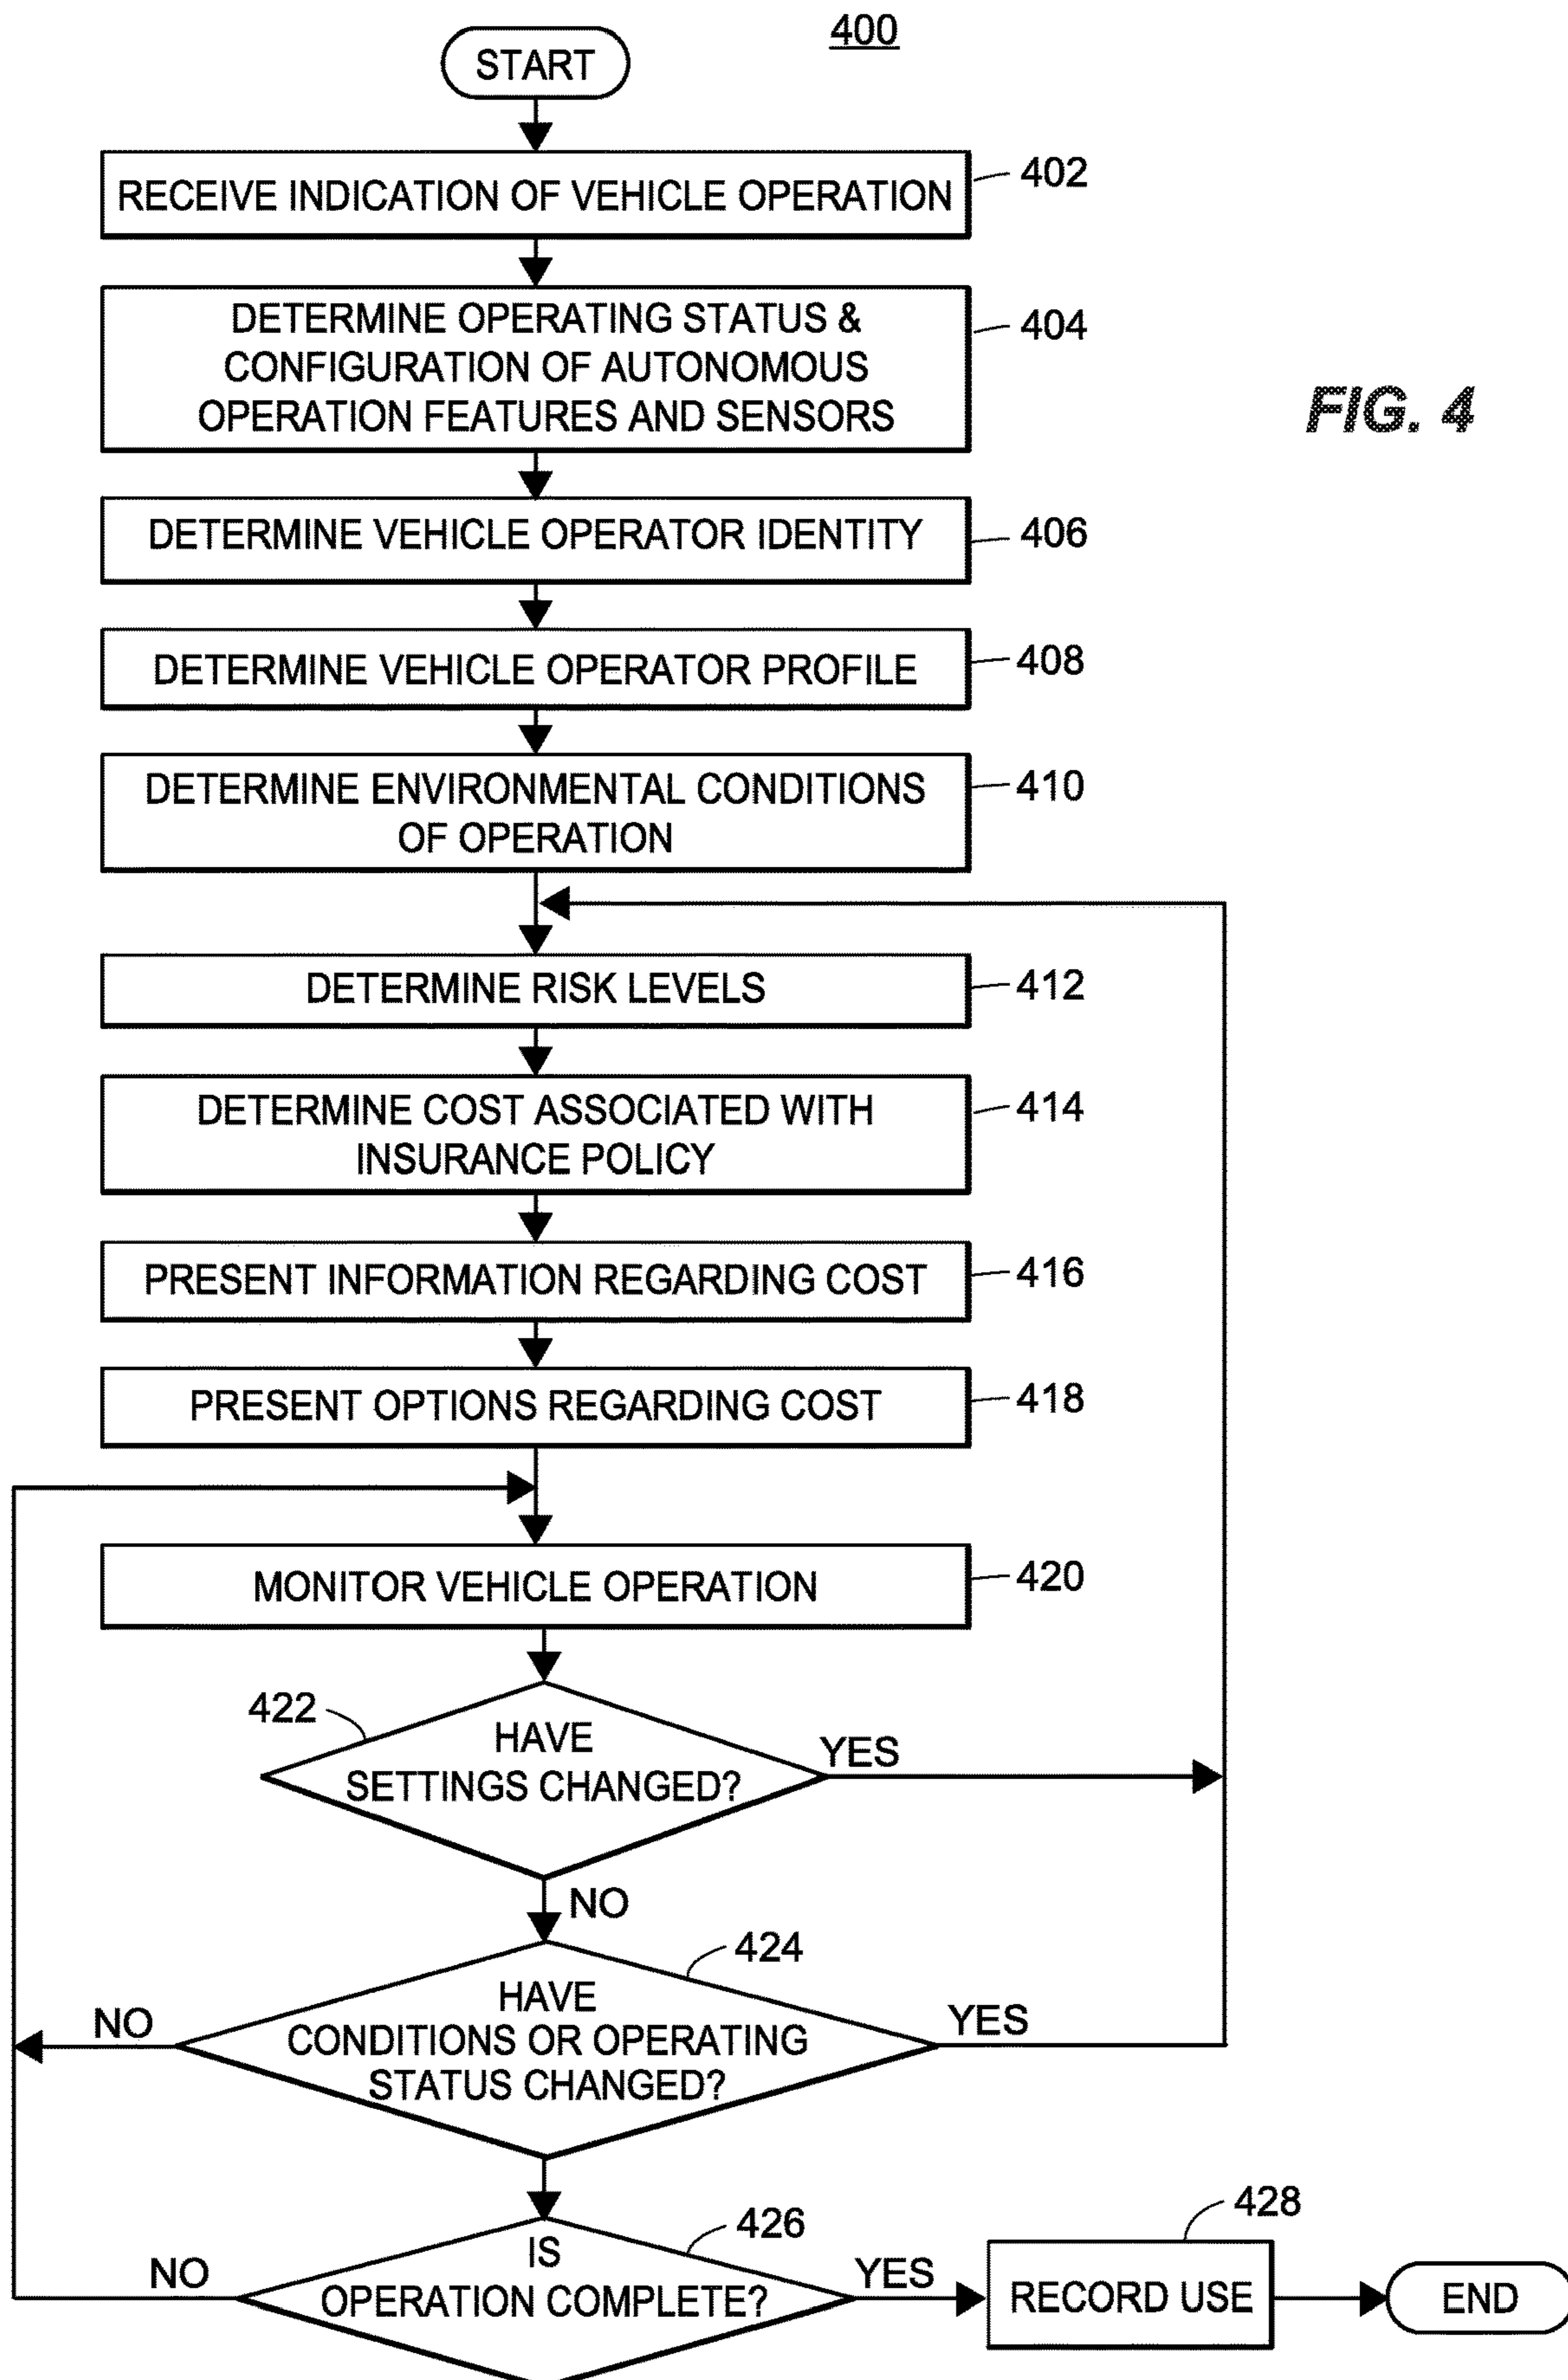 400
START
RECEIVE INDICATION OF VEHICLE OPERATION
402
DETERMINE OPERATING STATUS &
CONFIGURATION OF AUTONOMOUS
OPERATION FEATURES AND SENSORS
404
FIG. 4
DETERMINE VEHICLE OPERATOR IDENTITY
406
DETERMINE VEHICLE OPERATOR PROFILE
408
DETERMINE ENVIRONMENTAL CONDITIONS
OF OPERATION
410
DETERMINE RISK LEVELS
412
DETERMINE COST ASSOCIATED WITH
INSURANCE POLICY
414
PRESENT INFORMATION REGARDING COST
416
PRESENT OPTIONS REGARDING COST
418
MONITOR VEHICLE OPERATION
420
422
HAVE
SETTINGS CHANGED?
YES
NO
424
HAVE
CONDITIONS OR OPERATING
STATUS CHANGED?
NO
YES
426
IS
OPERATION COMPLETE?
NO
YES
428
RECORD USE
END